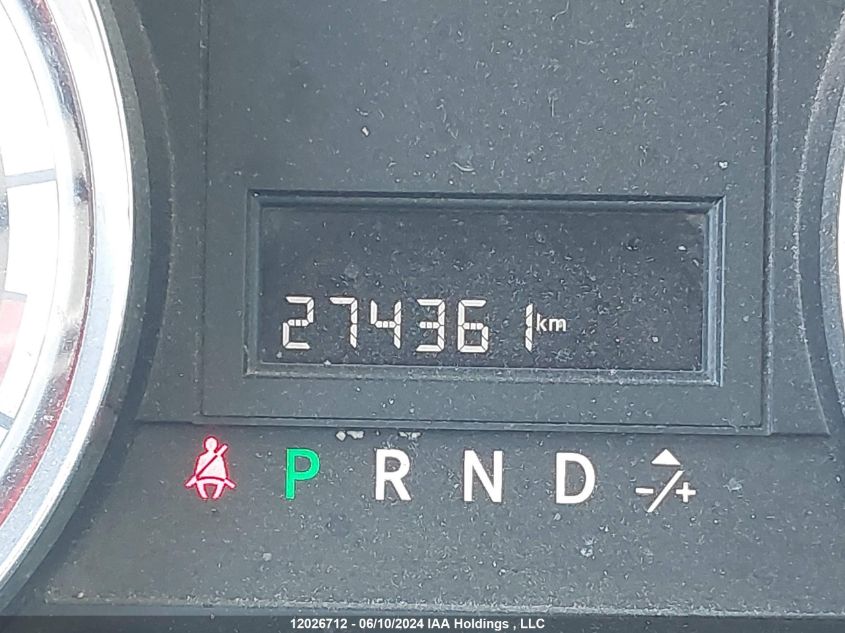 274361 km
P R N D -/+
12026712 - 06/10/2024 IAA Holdings , LLC